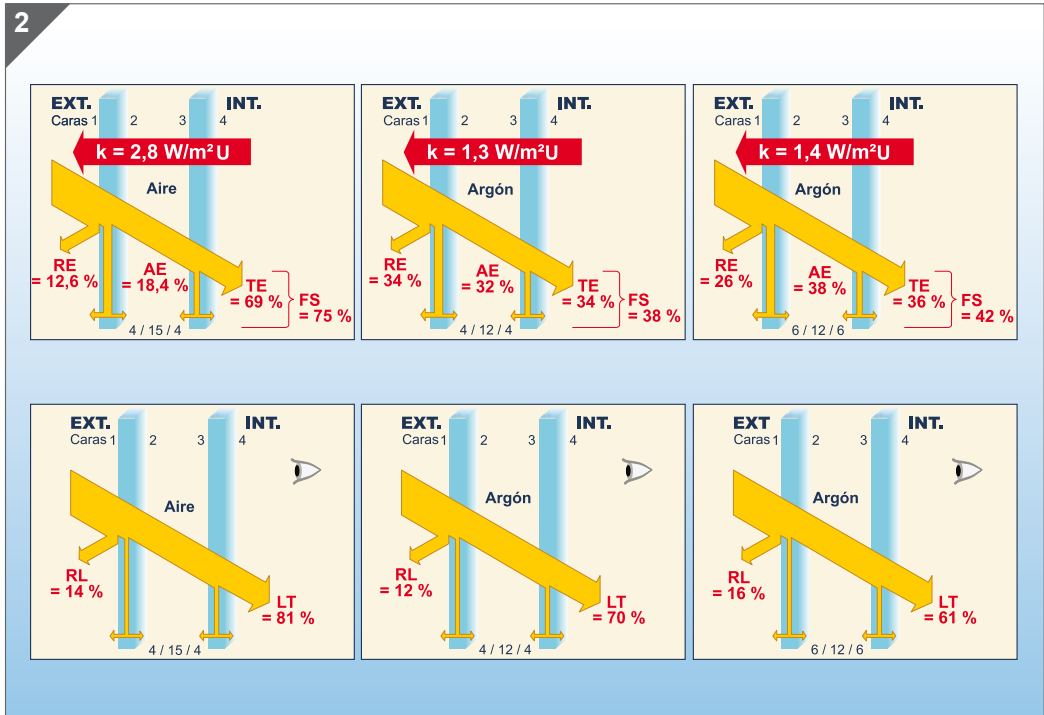 2
EXT. INT.
Caras 1 2 3 4
k = 2,8 W/m²U
Aire
RE
= 12,6 %
AE
= 18,4 %
TE
= 69 %
FS
= 75 %
4 / 15 / 4
EXT. INT.
Caras 1 2 3 4
k = 1,3 W/m²U
Argón
RE
= 34 %
AE
= 32 %
TE
= 34 %
FS
= 38 %
4 / 12 / 4
EXT. INT.
Caras 1 2 3 4
k = 1,4 W/m²U
Argón
RE
= 26 %
AE
= 38 %
TE
= 36 %
FS
= 42 %
6 / 12 / 6
EXT. INT.
Caras 1 2 3 4
Aire
RL
= 14 %
LT
= 81 %
4 / 15 / 4
EXT. INT.
Caras 1 2 3 4
Argón
RL
= 12 %
LT
= 70 %
4 / 12 / 4
EXT INT.
Caras 1 2 3 4
Argón
RL
= 16 %
LT
= 61 %
6 / 12 / 6